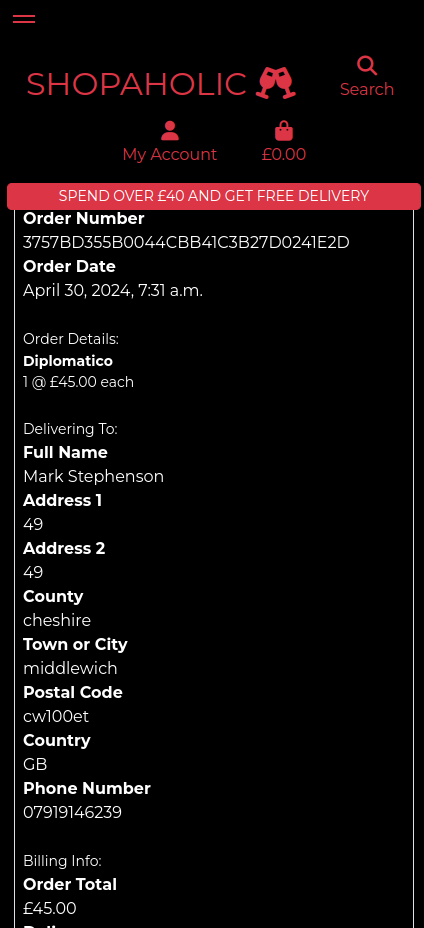 SHOPAHOLIC
Search
My Account
£0.00
SPEND OVER £40 AND GET FREE DELIVERY
Order Number
3757BD355B0044CBB41C3B27D0241E2D
Order Date
April 30, 2024, 7:31 a.m.
Order Details:
Diplomatico
1 @ £45.00 each
Delivering To:
Full Name
Mark Stephenson
Address 1
49
Address 2
49
County
cheshire
Town or City
middlewich
Postal Code
cw100et
Country
GB
Phone Number
07919146239
Billing Info:
Order Total
£45.00